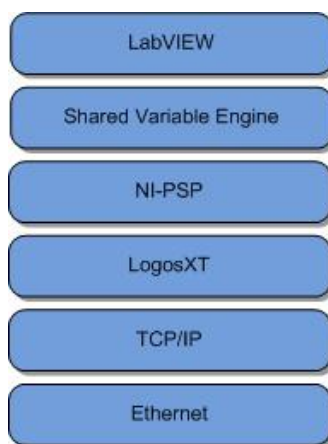 LabVIEW
Shared Variable Engine
NI-PSP
LogosXT
TCP/IP
Ethernet